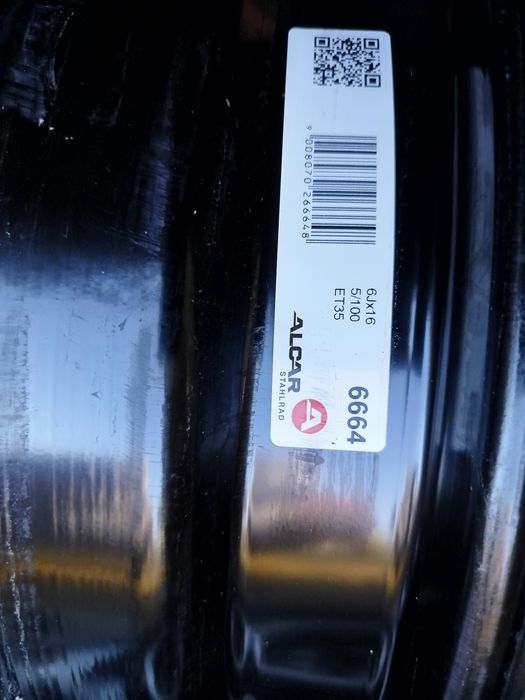 9 008070 266648
6Jx16
5/100
ET35
6664
ALCAR
STAHLRAD